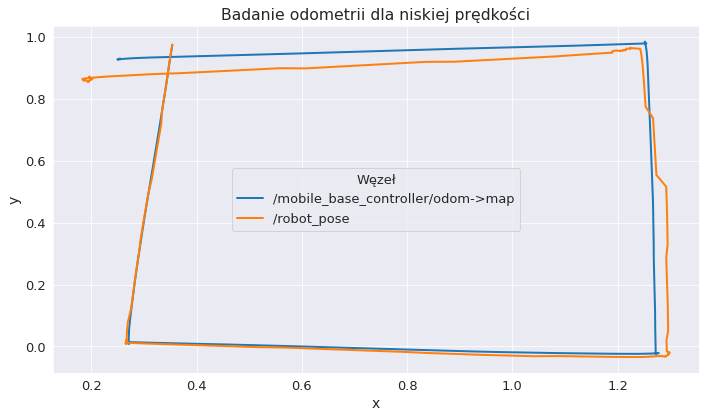 Badanie odometrii dla niskiej prędkości
1.0
0.8
0.6
0.4
0.2
0.0
y
Węzeł
/mobile_base_controller/odom->map
/robot_pose
0.2 0.4 0.6 0.8 1.0 1.2
x